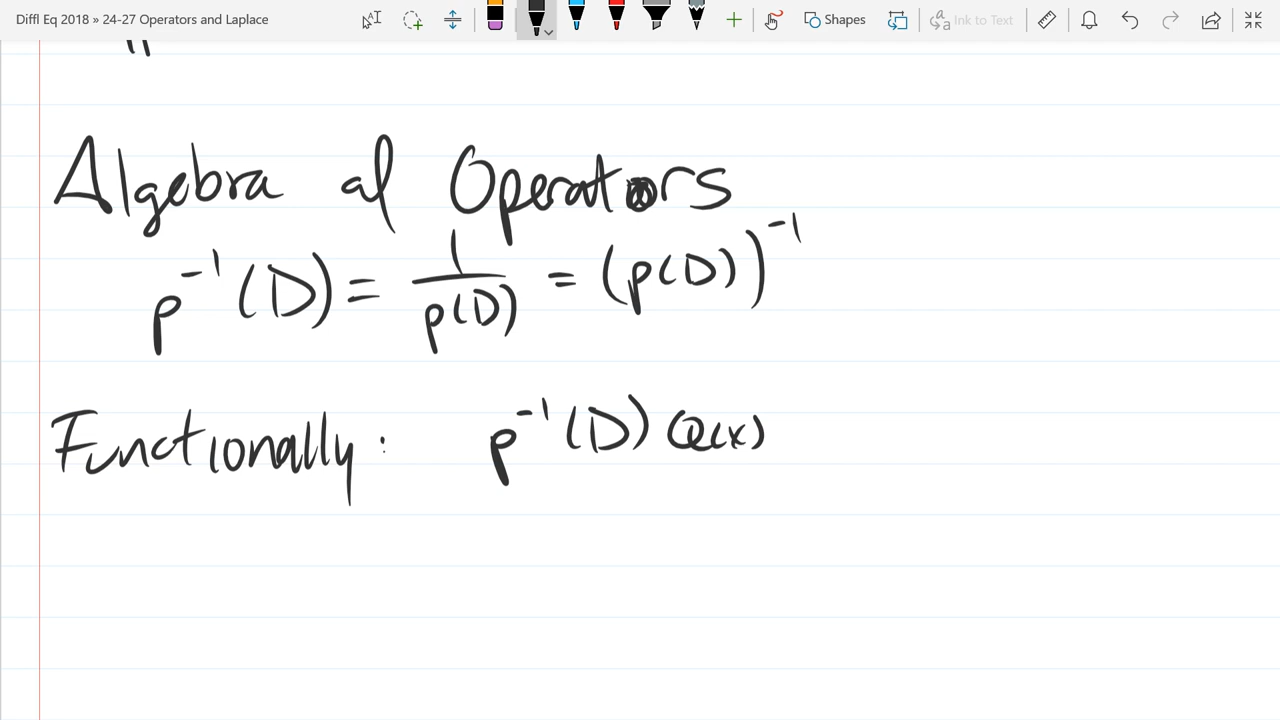 Diffl Eq 2018 » 24-27 Operators and Laplace
Shapes
Ink to Text
Algebra of Operators
p⁻¹(D) = 1/p(D) = (p(D))⁻¹
Functionally: p⁻¹(D) Q(x)